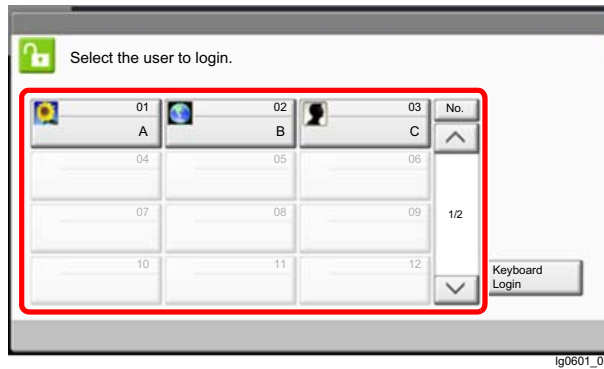 Select the user to login.
01 02 03 No.
A B C
04 05 06
07 08 09 1/2
10 11 12 Keyboard
Login
lg0601_0